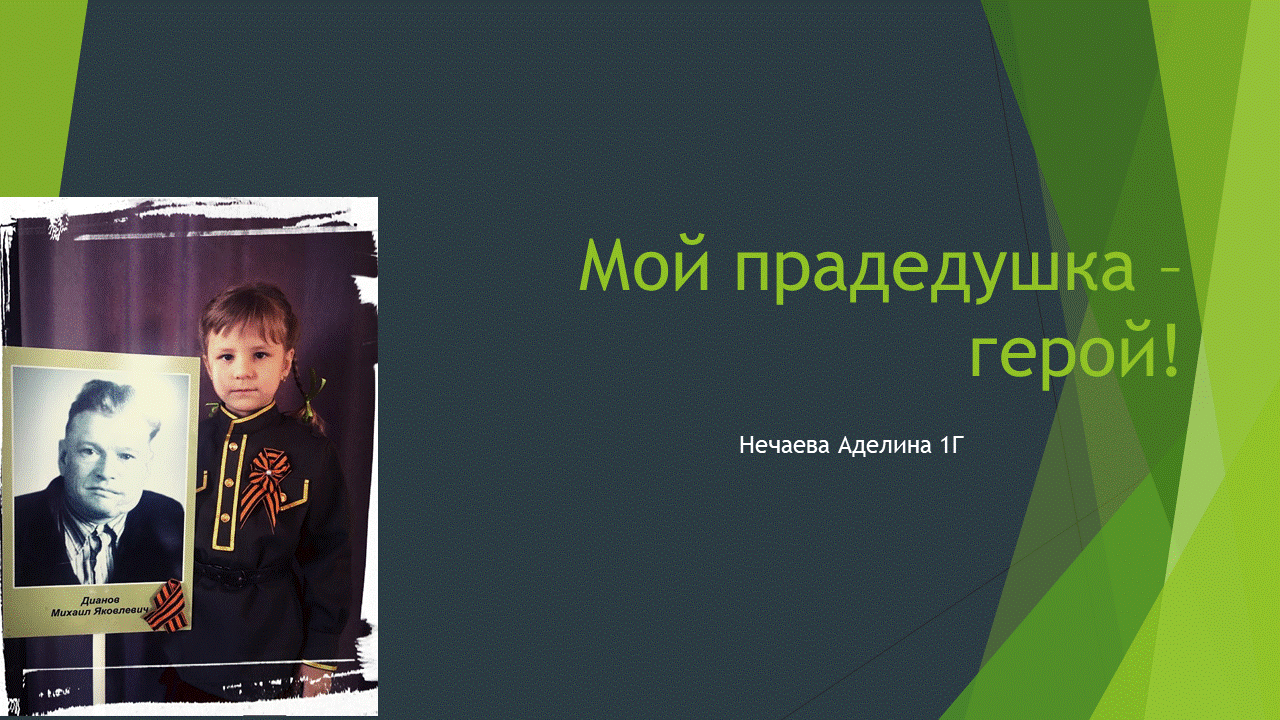 Мой прадедушка –
герой!
Нечаева Аделина 1Г
Дианов
Михаил Яковлевич